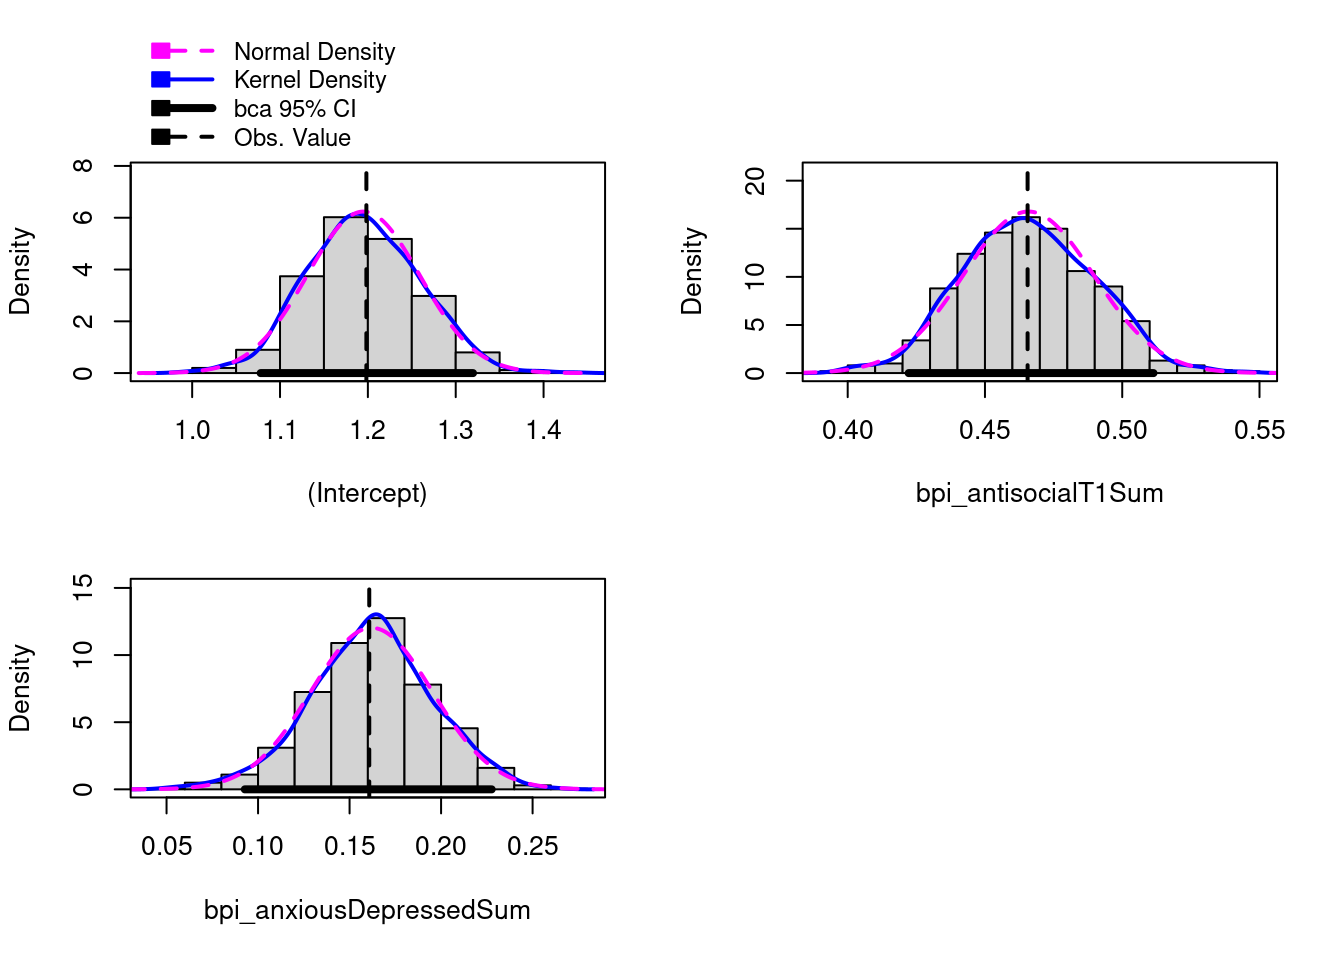 Normal Density
Kernel Density
bca 95% CI
Obs. Value
Density
0 2 4 6 8
1.0 1.1 1.2 1.3 1.4
(Intercept)
Density
0 5 10 20
0.40 0.45 0.50 0.55
bpi_antisocialT1Sum
Density
0 5 10 15
0.05 0.10 0.15 0.20 0.25
bpi_anxiousDepressedSum